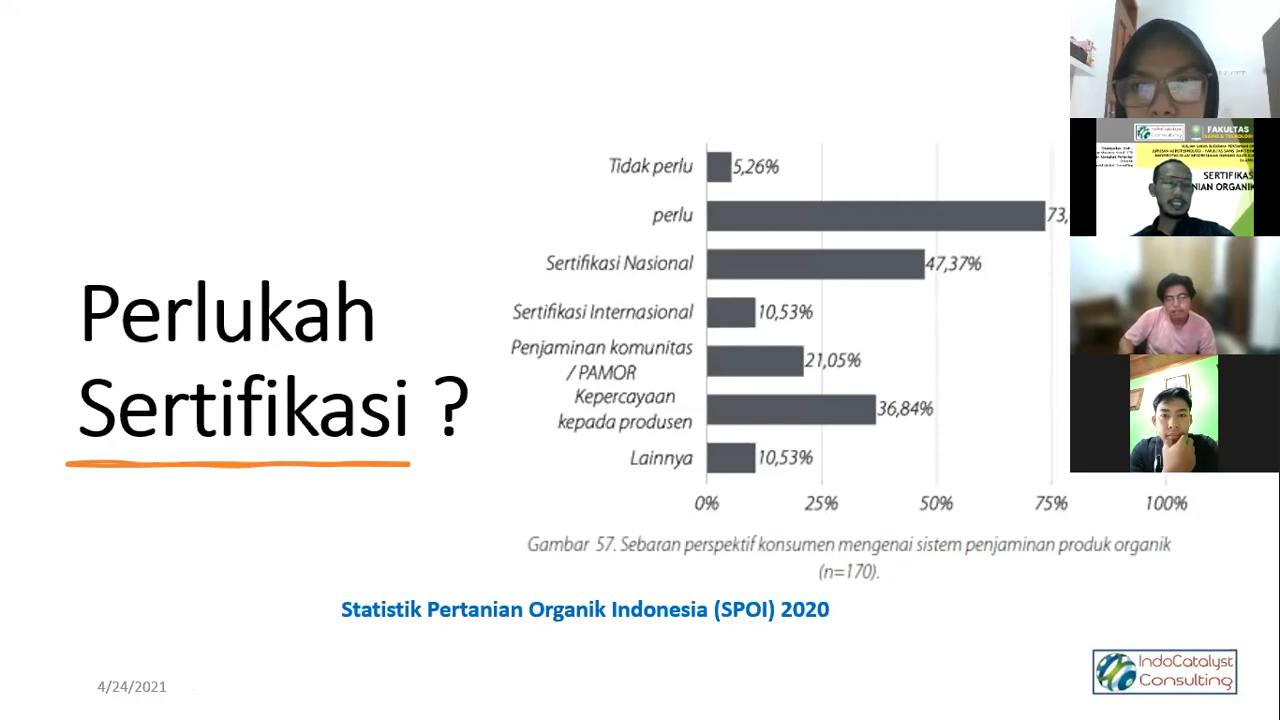 Perlukah
Sertifikasi ?
Tidak perlu
5,26%
perlu
73,
Sertifikasi Nasional
47,37%
Sertifikasi Internasional
10,53%
Penjaminan komunitas
/ PAMOR
21,05%
Kepercayaan
kepada produsen
36,84%
Lainnya
10,53%
0% 25% 50% 75% 100%
Gambar 57. Sebaran perspektif konsumen mengenai sistem penjaminan produk organik
(n=170).
Statistik Pertanian Organik Indonesia (SPOI) 2020
4/24/2021
IndoCatalyst
Consulting
IndoCatalyst
Consulting
FAKULTAS
SERTIFIKAS
NIAN ORGANIK